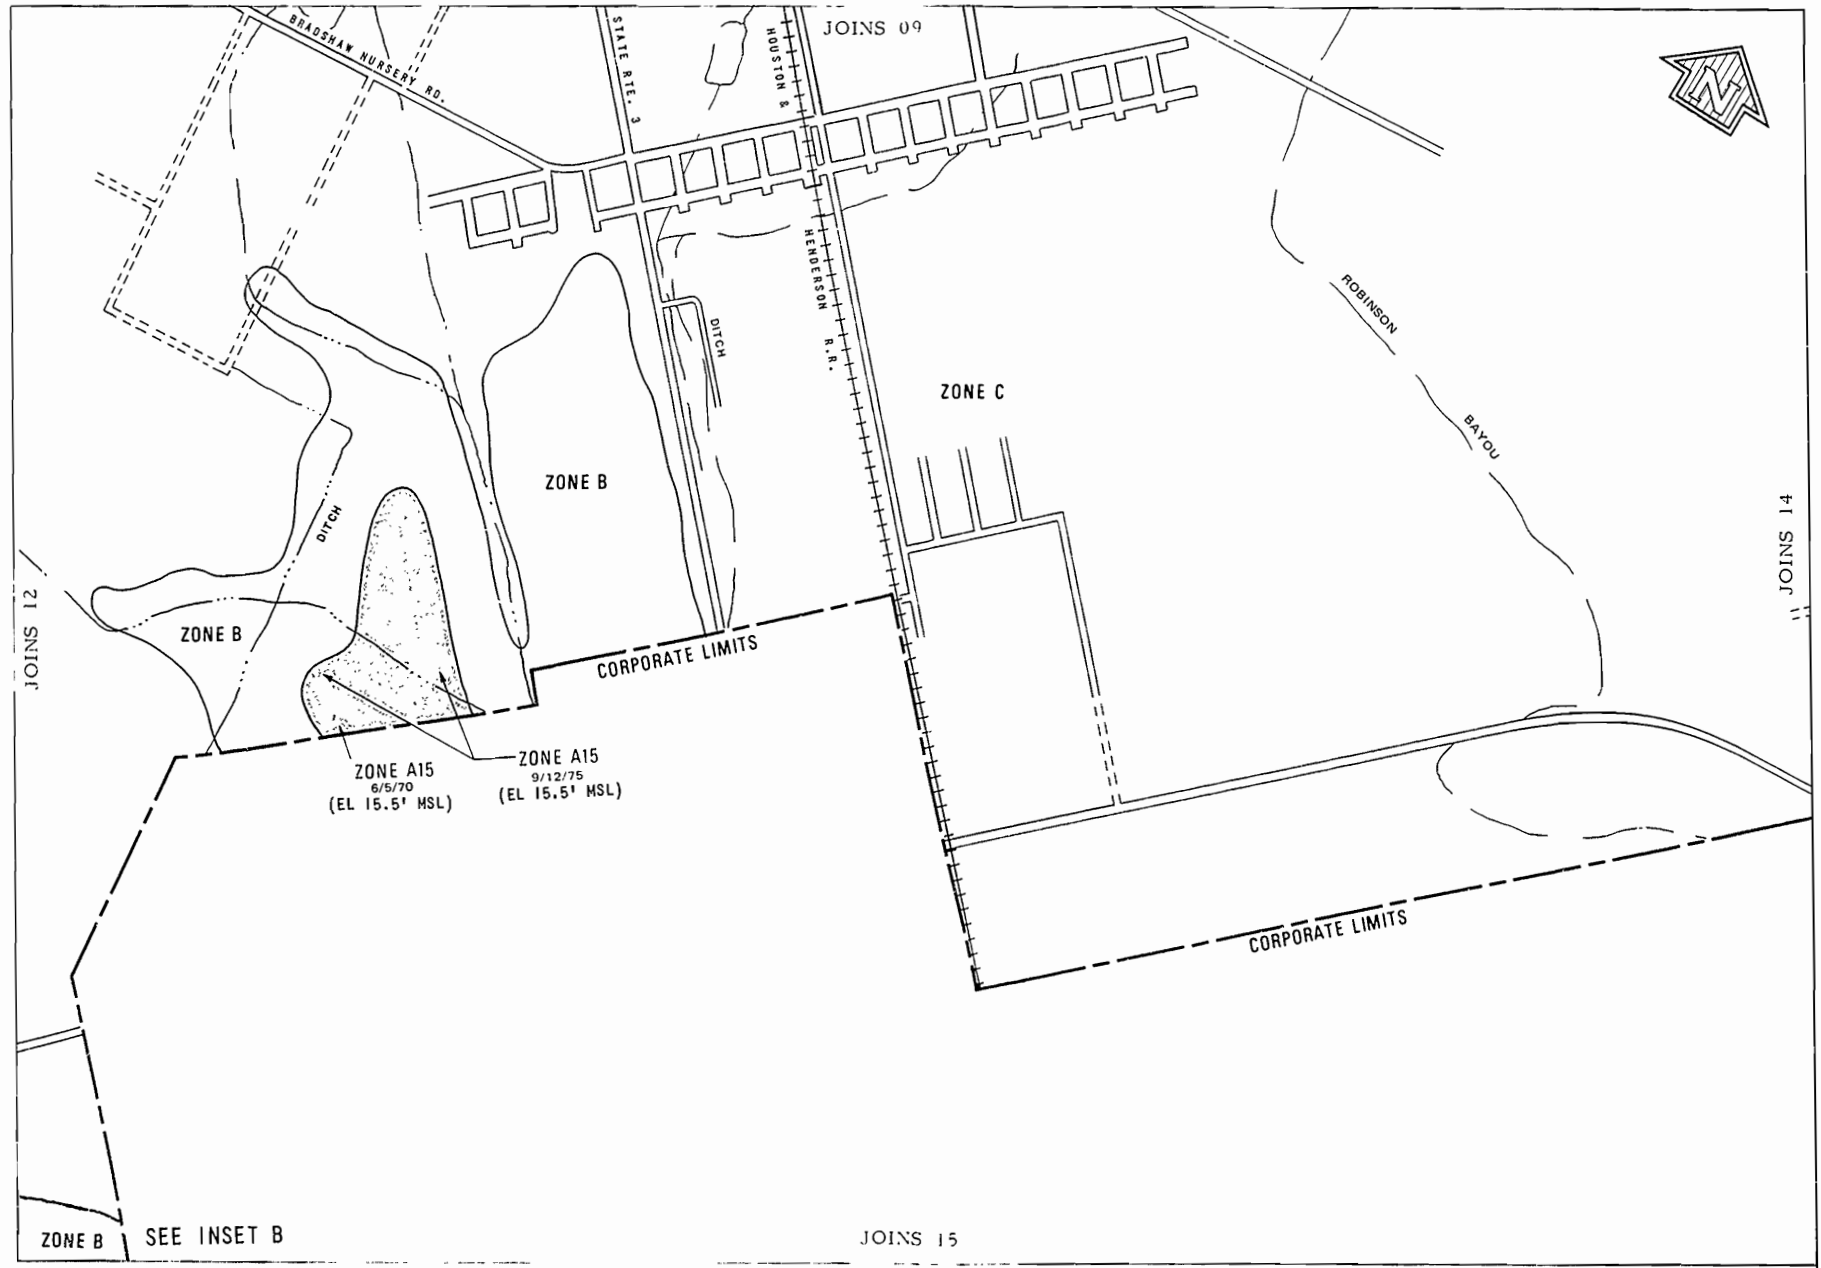 JOINS 09
BRADSHAW NURSERY RD.
STATE RTE. 3
HOUSTON &
HENDERSON R.R.
N
DITCH
ROBINSON
BAYOU
ZONE C
ZONE B
DITCH
JOINS 14
JOINS 12
ZONE B
CORPORATE LIMITS
ZONE A15
6/5/70
(EL 15.5' MSL)
ZONE A15
9/12/75
(EL 15.5' MSL)
CORPORATE LIMITS
ZONE B
SEE INSET B
JOINS 15